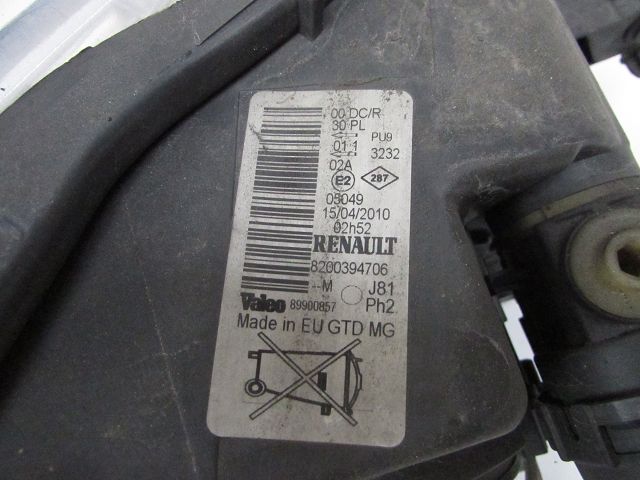 00 DC/R
30 PL
PU9
01 1
3232
02A
E2
287
03049
15/04/2010
02h52
RENAULT
8200394706
--M J81
Valeo 89900857 Ph2
Made in EU GTD MG